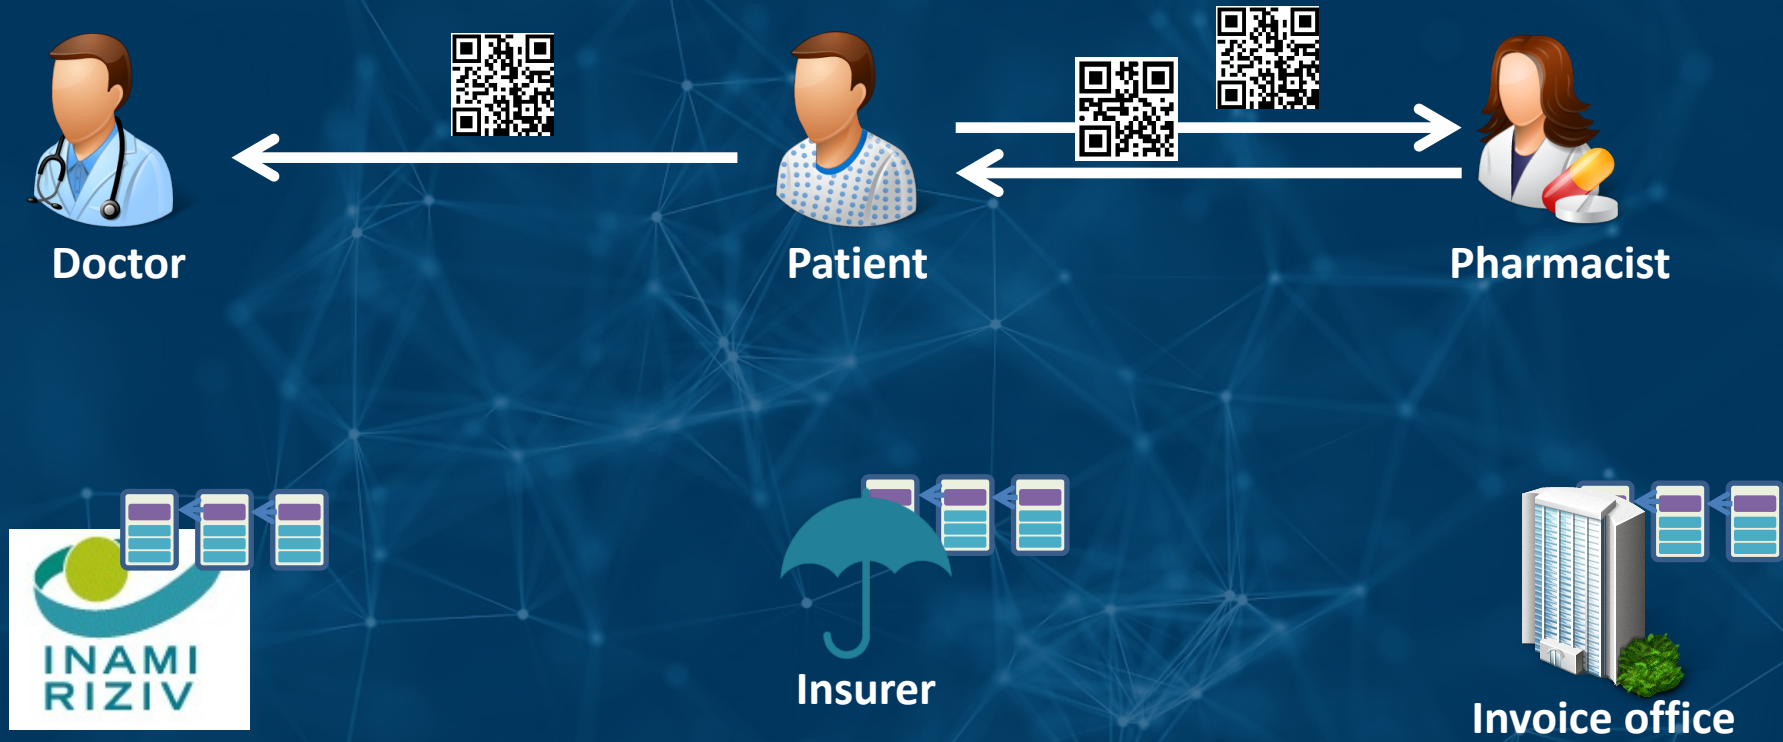 Doctor
Patient
Pharmacist
INAMI
RIZIV
Insurer
Invoice office